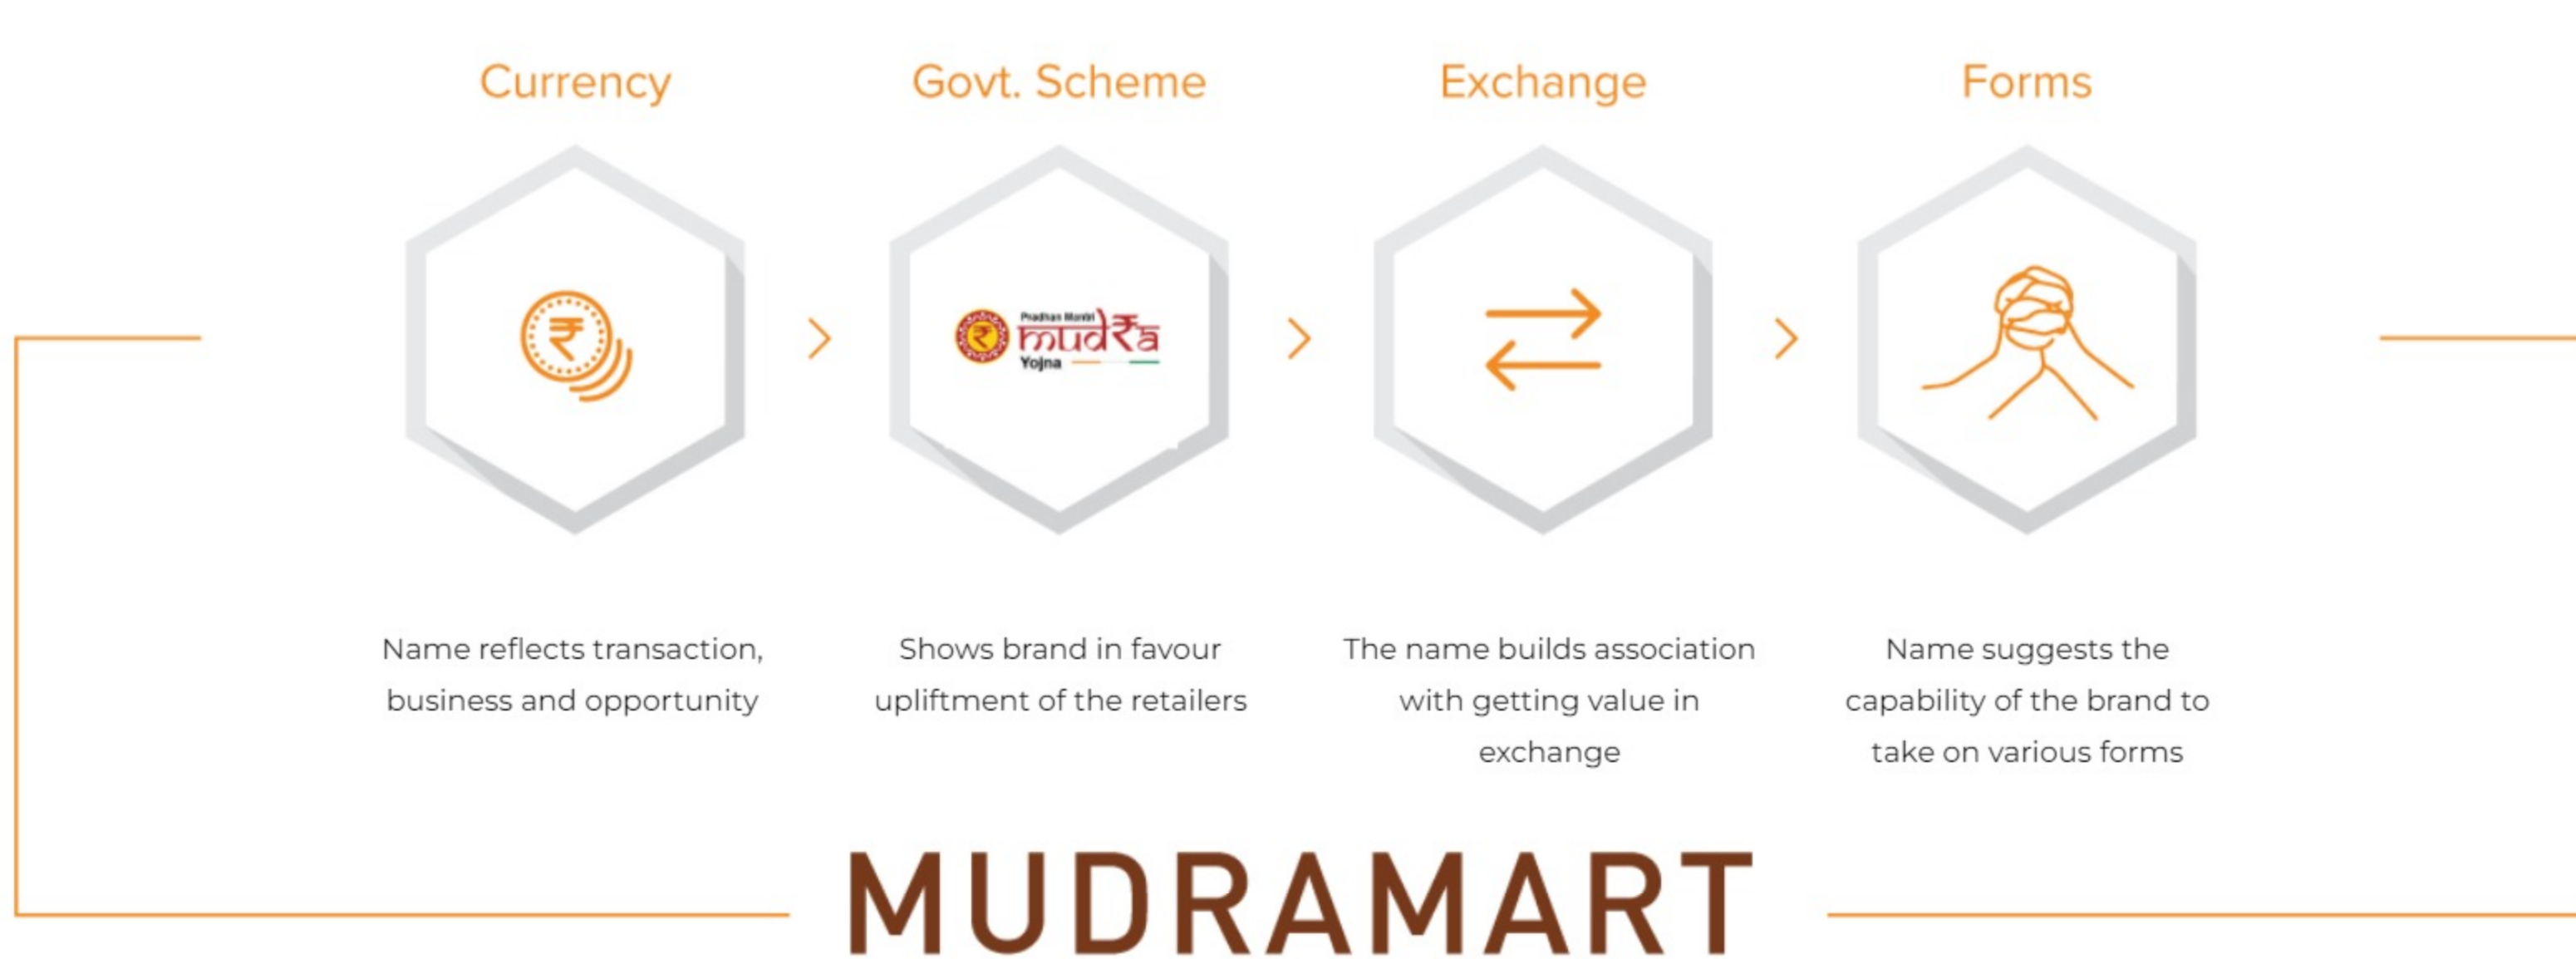 Currency
Govt. Scheme
Exchange
Forms
₹
₹
Pradhan Mantri
mud₹a
Yojna
Name reflects transaction,
business and opportunity
Shows brand in favour
upliftment of the retailers
The name builds association
with getting value in
exchange
Name suggests the
capability of the brand to
take on various forms
MUDRAMART